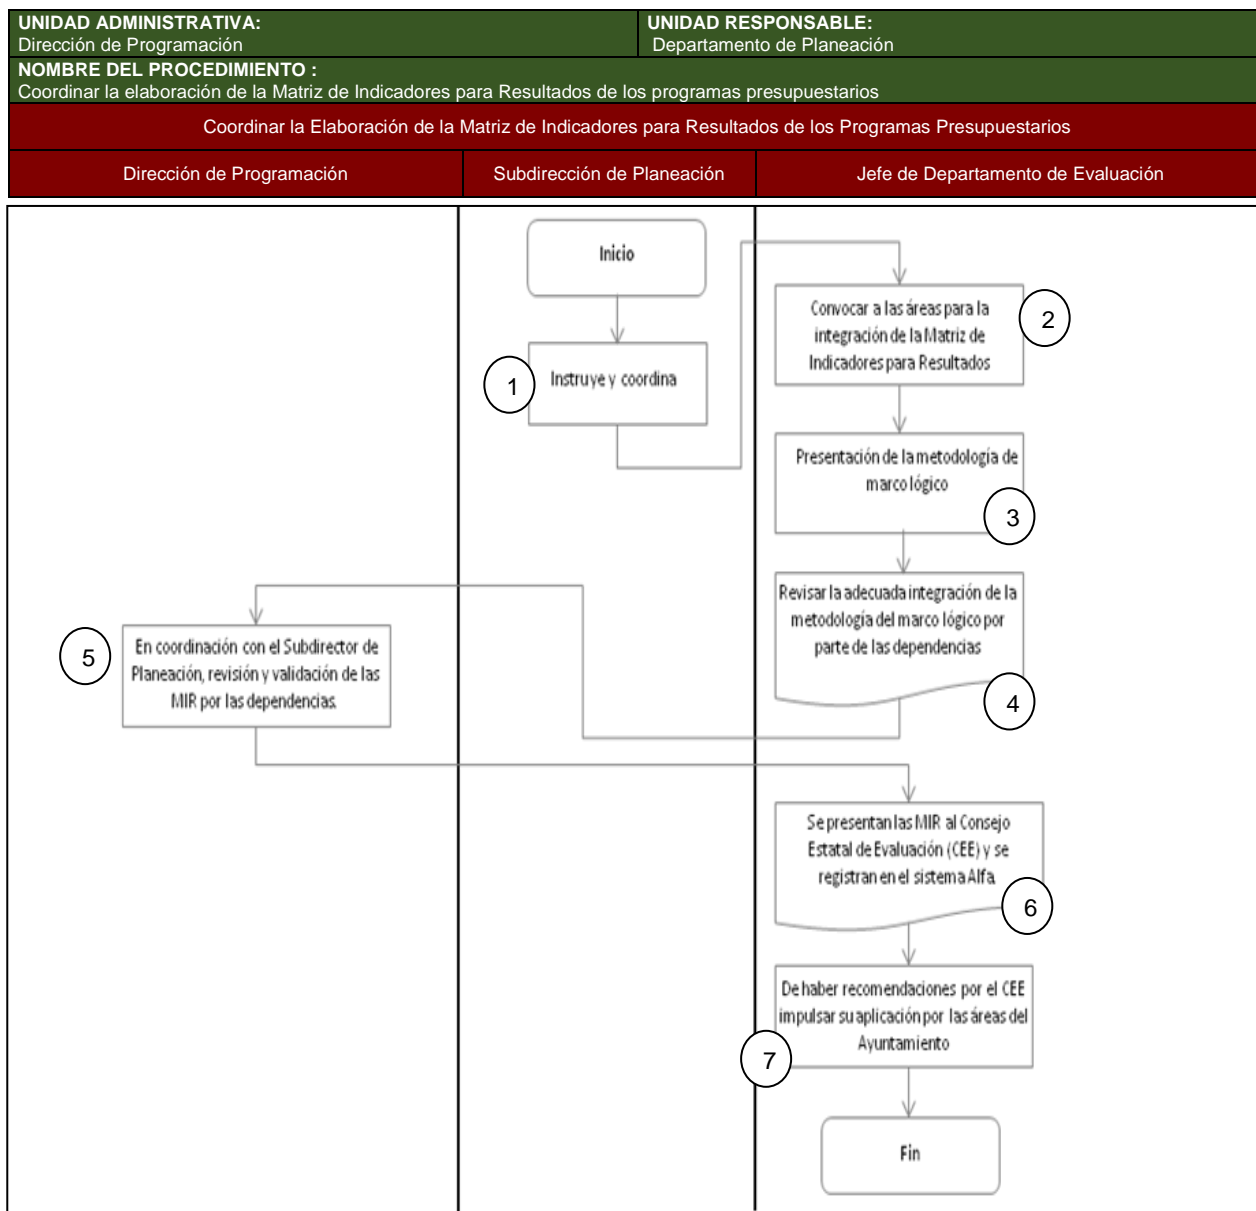 UNIDAD ADMINISTRATIVA:
Dirección de Programación
UNIDAD RESPONSABLE:
Departamento de Planeación
NOMBRE DEL PROCEDIMIENTO :
Coordinar la elaboración de la Matriz de Indicadores para Resultados de los programas presupuestarios
Coordinar la Elaboración de la Matriz de Indicadores para Resultados de los Programas Presupuestarios
Dirección de Programación
Subdirección de Planeación
Jefe de Departamento de Evaluación
Inicio
1
Instruye y coordina
2
Convocar a las áreas para la
integración de la Matriz de
Indicadores para Resultados
Presentación de la metodología de
marco lógico
3
Revisar la adecuada integración de la
metodología del marco lógico por
parte de las dependencias
4
5
En coordinación con el Subdirector de
Planeación, revisión y validación de las
MIR por las dependencias.
Se presentan las MIR al Consejo
Estatal de Evaluación (CEE) y se
registran en el sistema Alfa.
6
De haber recomendaciones por el CEE
impulsar su aplicación por las áreas del
Ayuntamiento
7
Fin